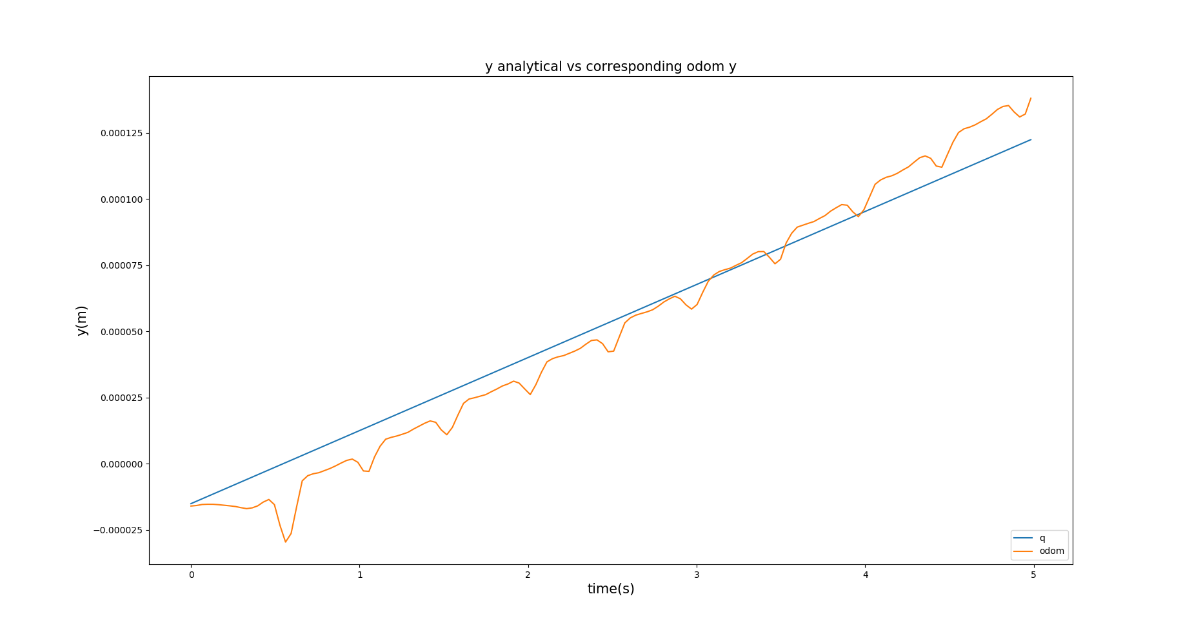 y analytical vs corresponding odom y
y(m)
0.000125
0.000100
0.000075
0.000050
0.000025
0.000000
−0.000025
0 1 2 3 4 5
time(s)
q
odom